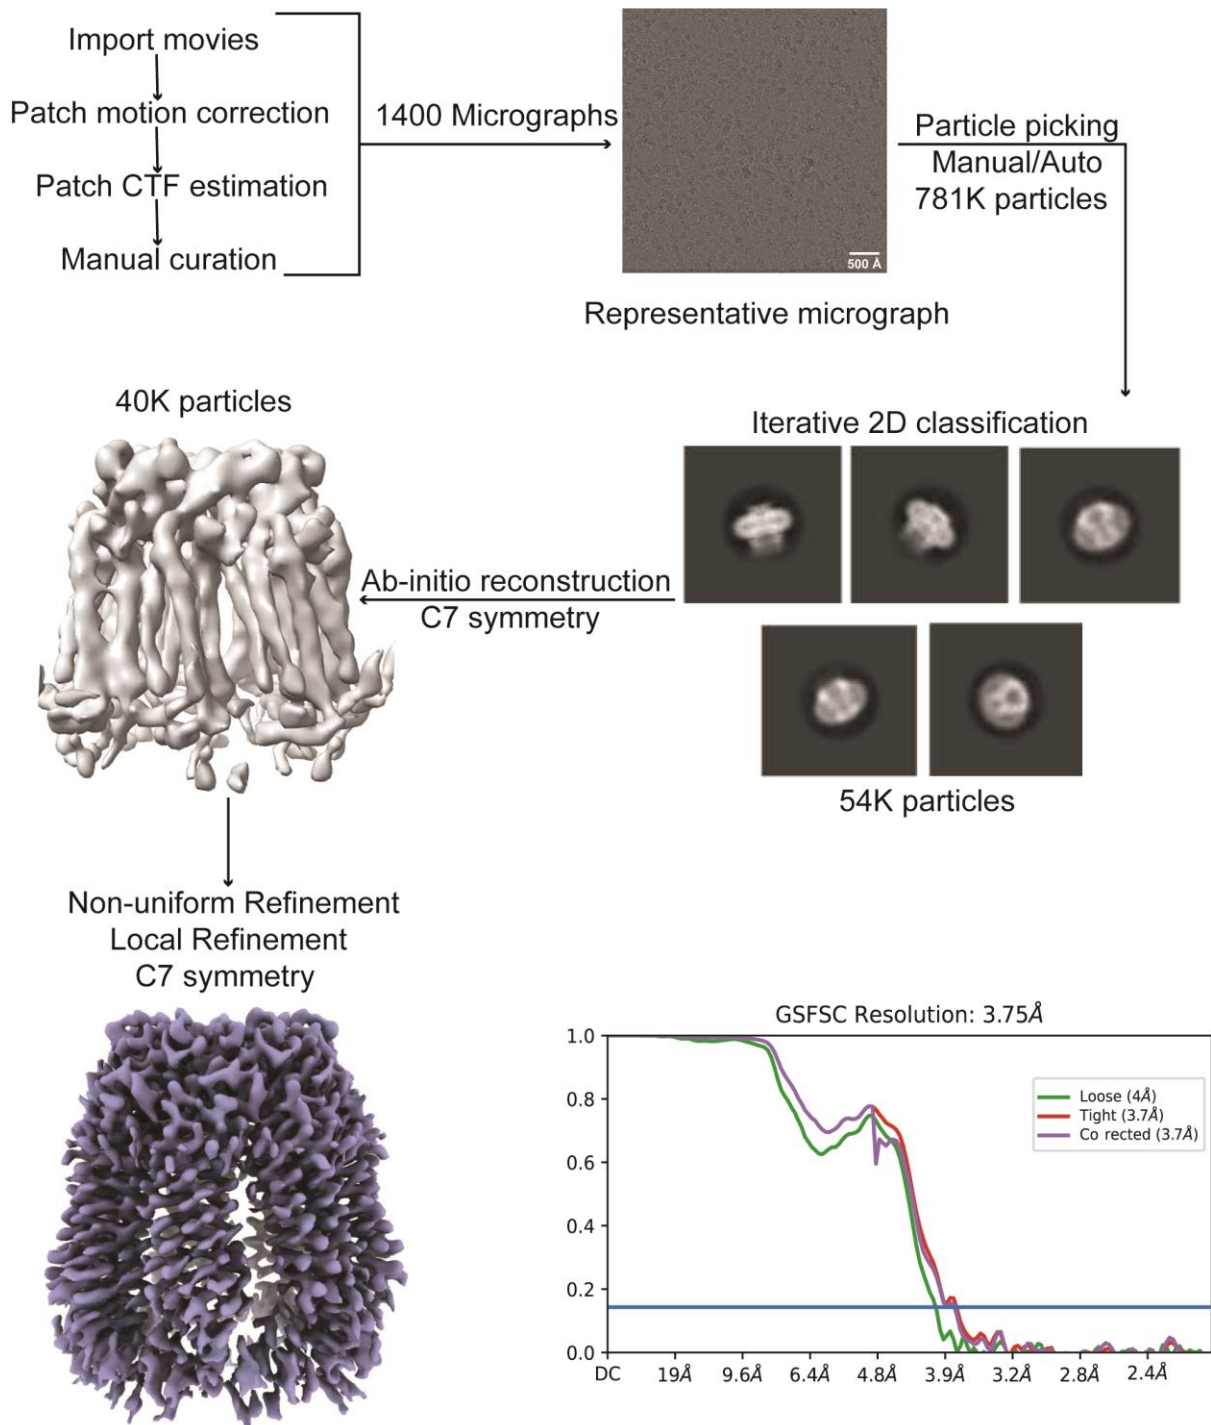 Import movies
Patch motion correction
Patch CTF estimation
Manual curation
1400 Micrographs
500 Å
Representative micrograph
Particle picking
Manual/Auto
781K particles
Iterative 2D classification
54K particles
Ab-initio reconstruction
C7 symmetry
40K particles
Non-uniform Refinement
Local Refinement
C7 symmetry
GSFSC Resolution: 3.75Å
1.0
0.8
0.6
0.4
0.2
0.0
Loose (4Å)
Tight (3.7Å)
Co rected (3.7Å)
DC 19Å 9.6Å 6.4Å 4.8Å 3.9Å 3.2Å 2.8Å 2.4Å